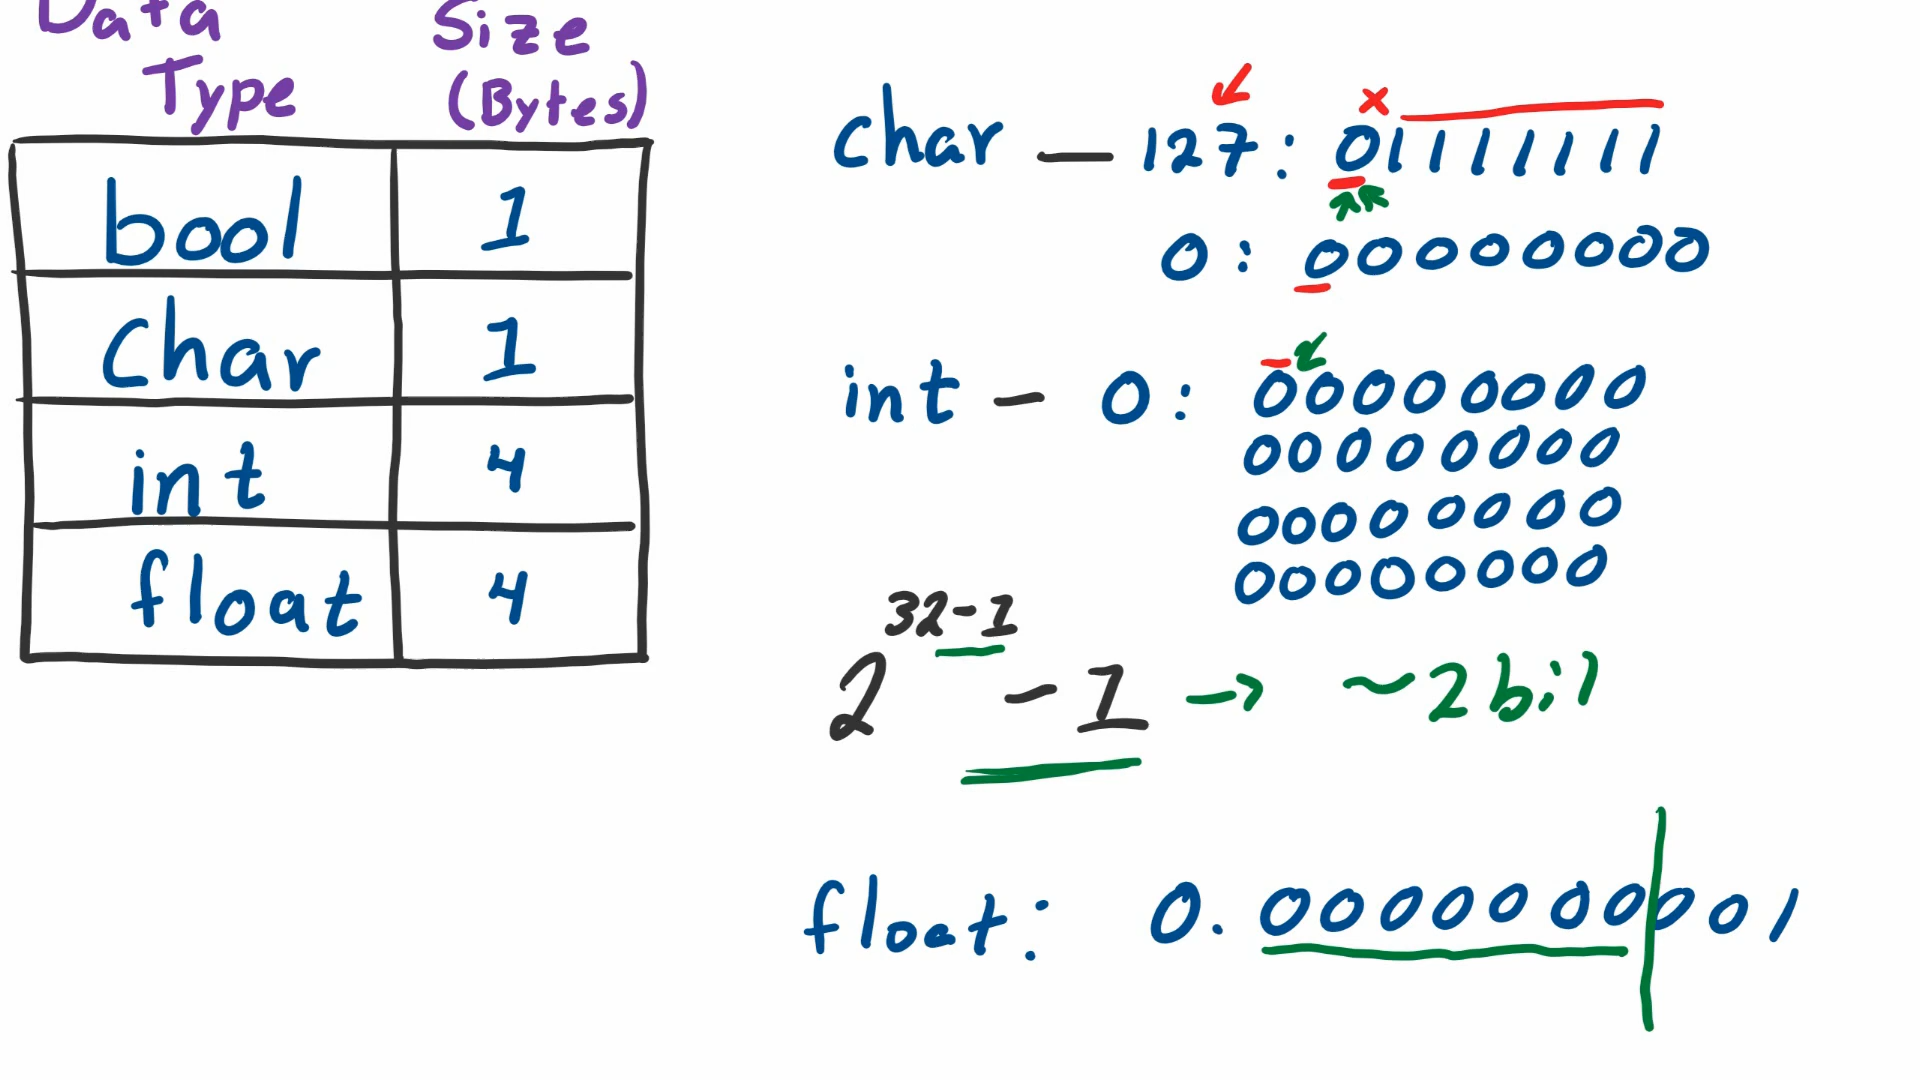 Data Type
Size (Bytes)
bool 1
char 1
int 4
float 4
char — 127: 01111111
0: 00000000
int - 0: 00000000
00000000
00000000
00000000
2^32-1 - 1 → ~2bil
float: 0.0000000001